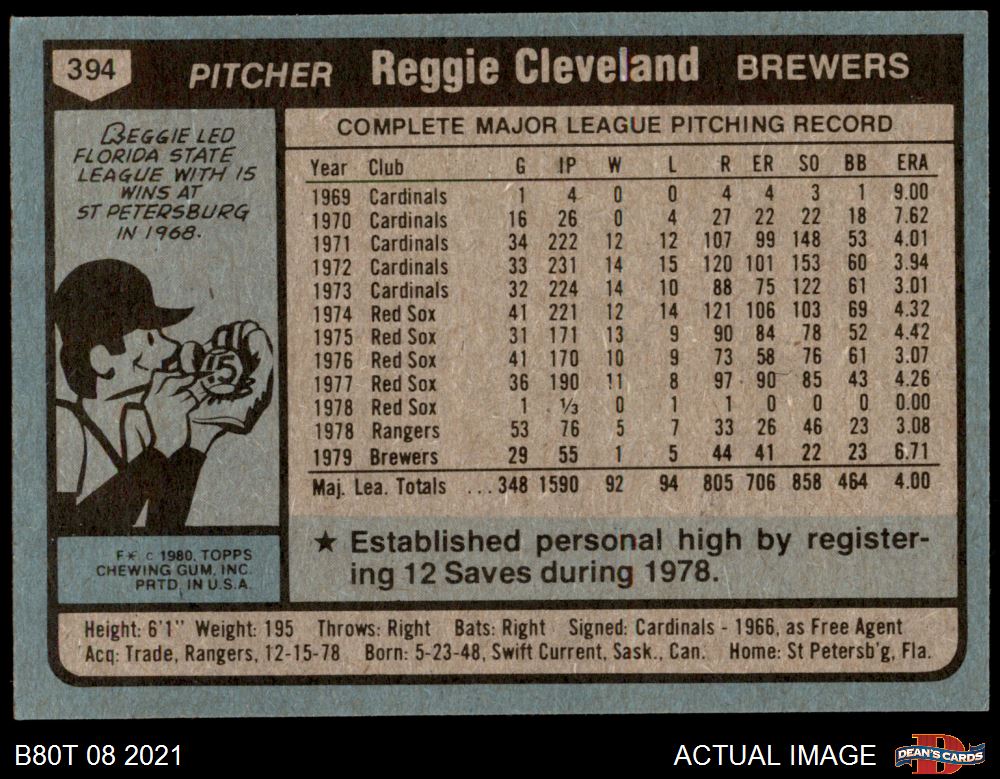 394 PITCHER Reggie Cleveland BREWERS
REGGIE LED
FLORIDA STATE
LEAGUE WITH 15
WINS AT
ST PETERSBURG
IN 1968.
15
COMPLETE MAJOR LEAGUE PITCHING RECORD
Year Club G IP W L R ER SO BB ERA
1969 Cardinals 1 4 0 0 4 4 3 1 9.00
1970 Cardinals 16 26 0 4 27 22 22 18 7.62
1971 Cardinals 34 222 12 12 107 99 148 53 4.01
1972 Cardinals 33 231 14 15 120 101 153 60 3.94
1973 Cardinals 32 224 14 10 88 75 122 61 3.01
1974 Red Sox 41 221 12 14 121 106 103 69 4.32
1975 Red Sox 31 171 13 9 90 84 78 52 4.42
1976 Red Sox 41 170 10 9 73 58 76 61 3.07
1977 Red Sox 36 190 11 8 97 90 85 43 4.26
1978 Red Sox 1 ⅓ 0 1 1 0 0 0 0.00
1978 Rangers 53 76 5 7 33 26 46 23 3.08
1979 Brewers 29 55 1 5 44 41 22 23 6.71
Maj. Lea. Totals ...348 1590 92 94 805 706 858 464 4.00
★ Established personal high by register-
ing 12 Saves during 1978.
F★ © 1980, TOPPS
CHEWING GUM, INC.
PRTD. IN U.S.A.
Height: 6'1" Weight: 195 Throws: Right Bats: Right Signed: Cardinals - 1966, as Free Agent
Acq: Trade, Rangers, 12-15-78 Born: 5-23-48, Swift Current, Sask., Can. Home: St Petersb'g, Fla.
B80T 08 2021
ACTUAL IMAGE
D
DEAN'S CARDS